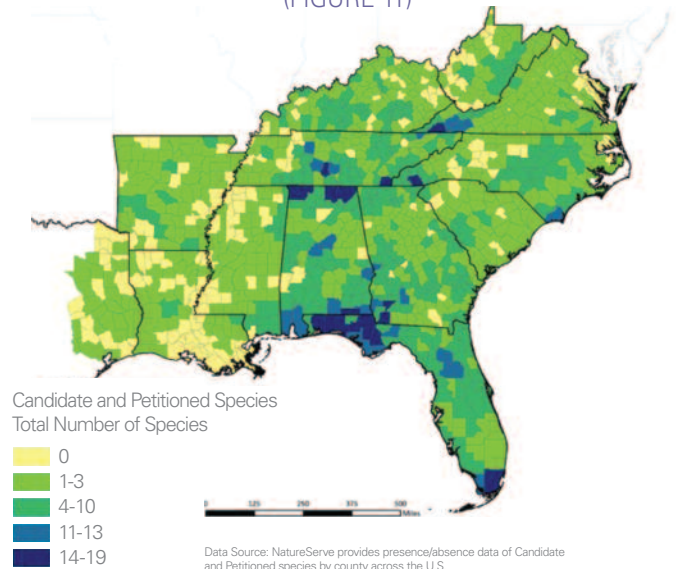 (FIGURE 11)
Candidate and Petitioned Species
Total Number of Species
0
1-3
4-10
11-13
14-19
0 125 250 375 500
Miles
Data Source: NatureServe provides presence/absence data of Candidate
and Petitioned species by county across the U.S.